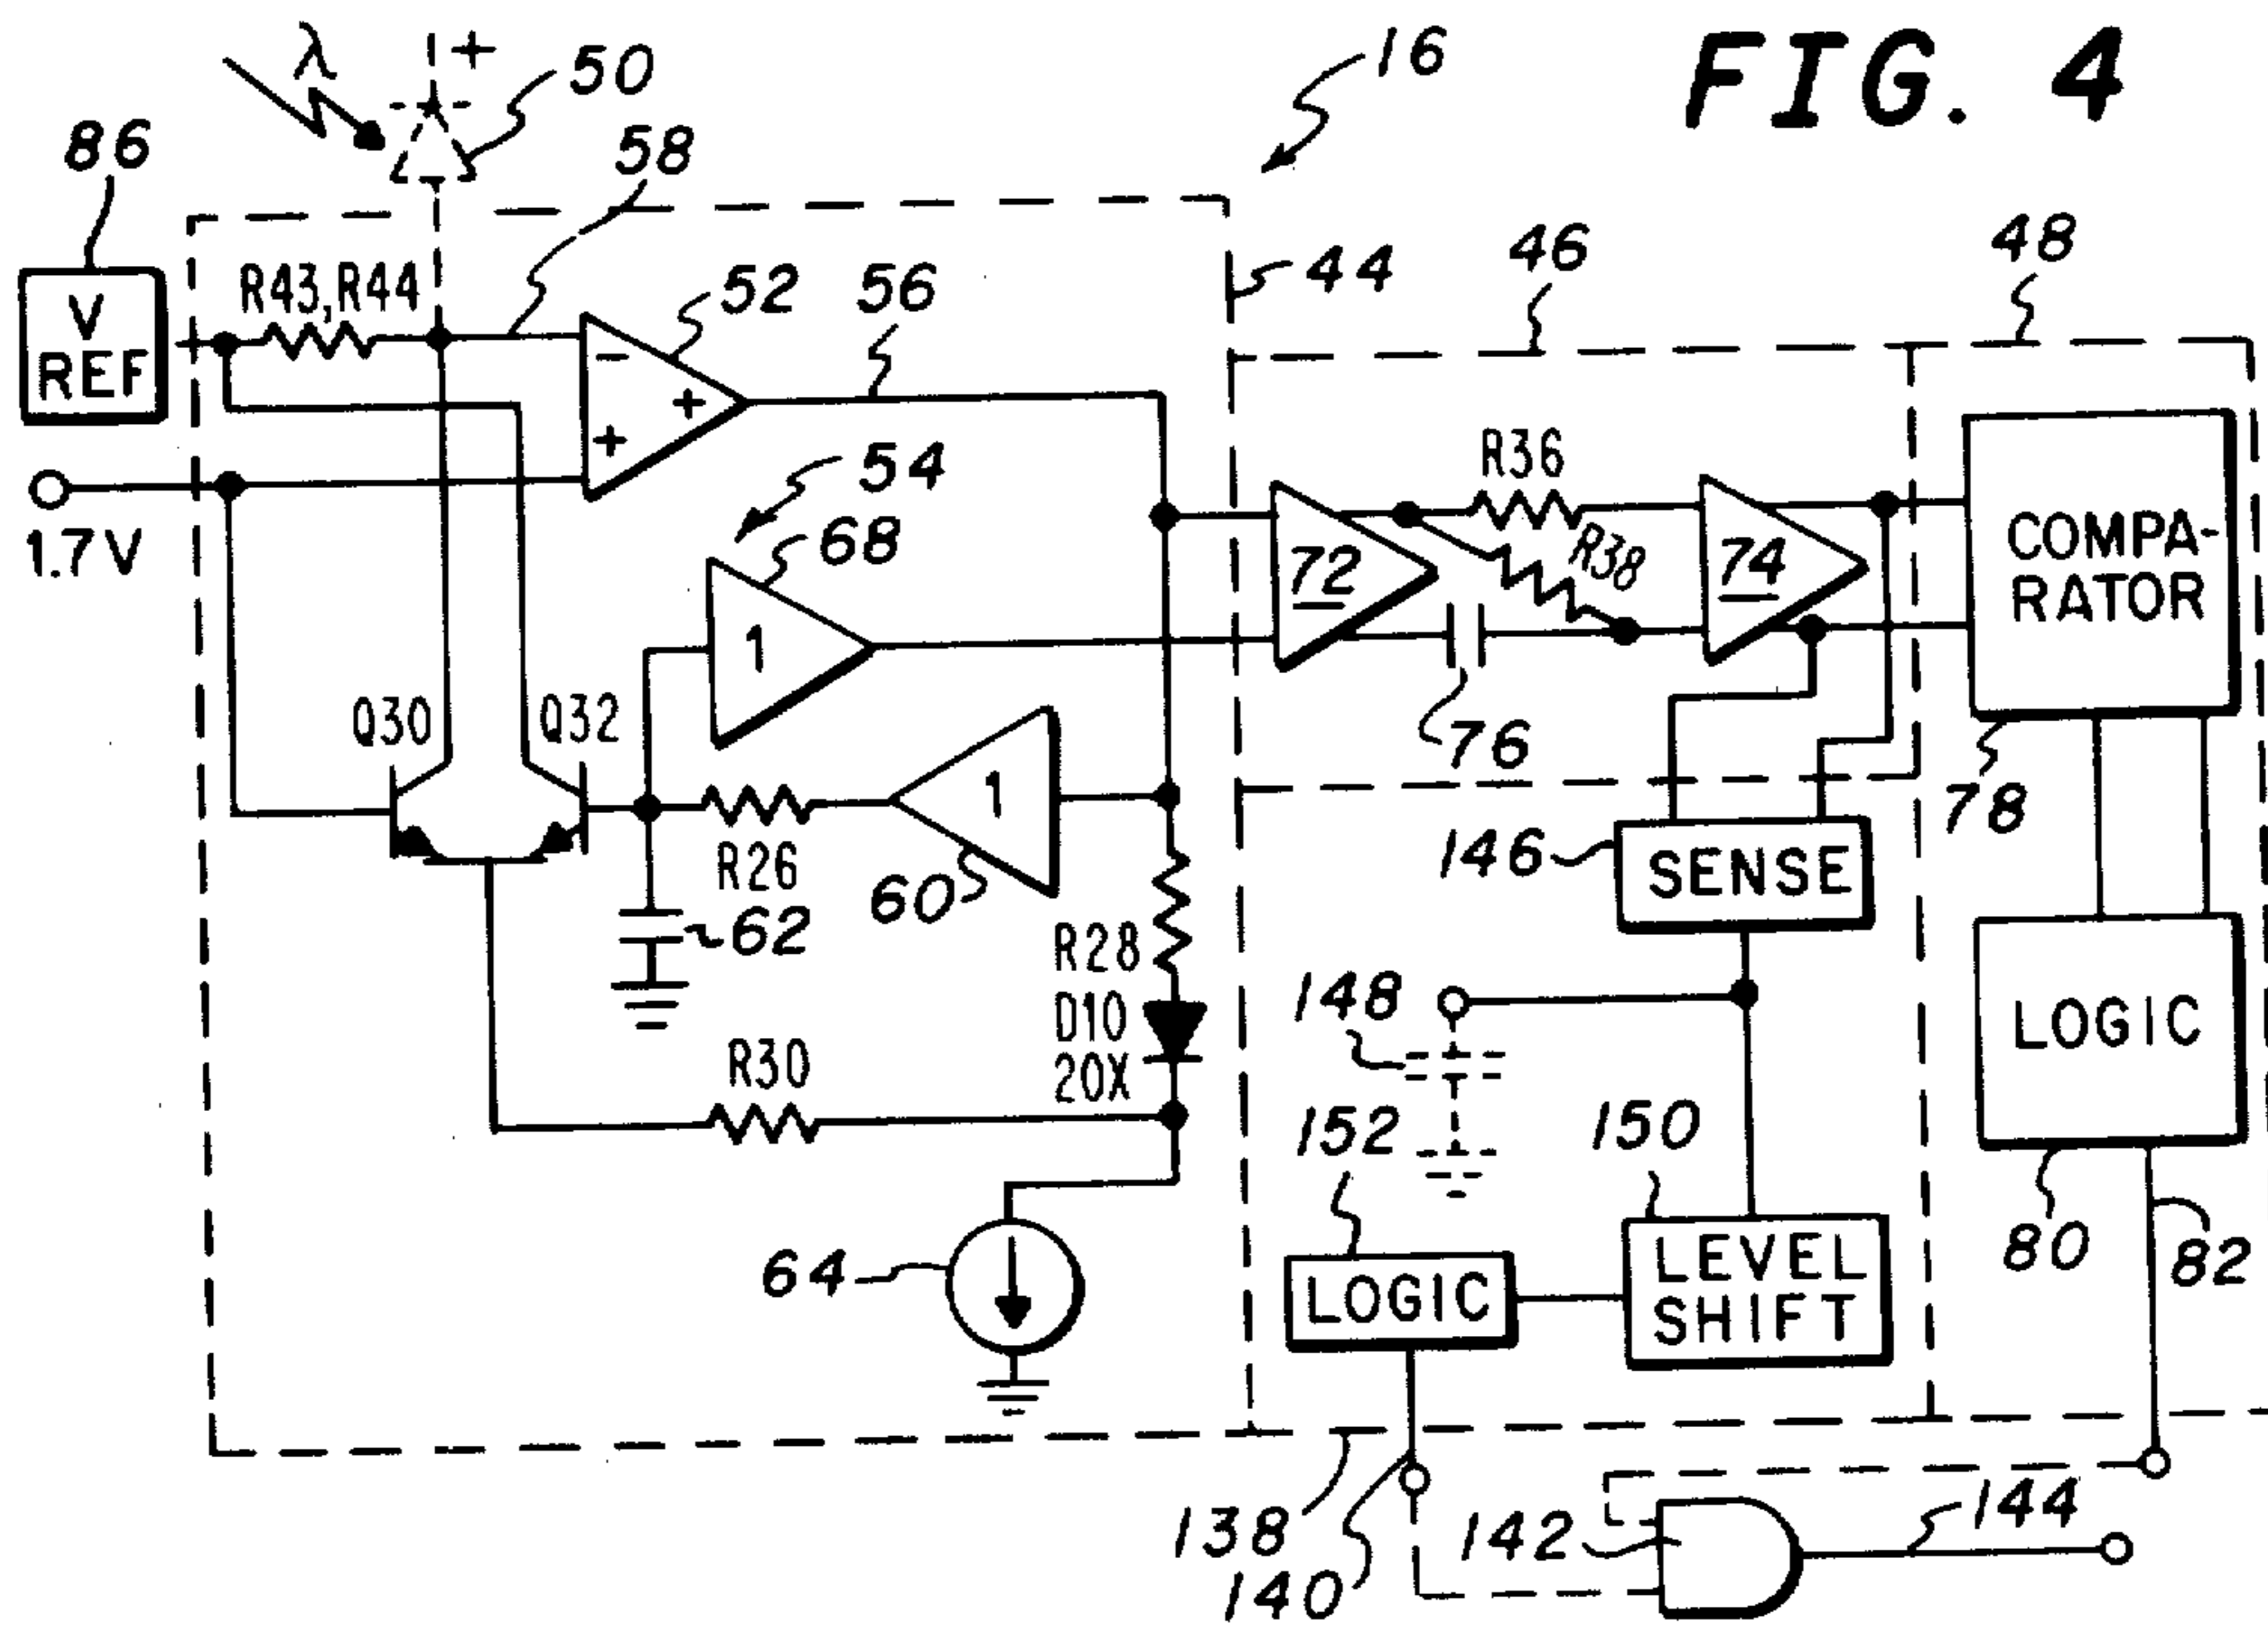 FIG. 4
16
λ
+
50
58
86
V
REF
R43,R44
52
56
44
46
48
−
+
+
1.7V
54
68
1
72
R36
R38
74
COMPA-
RATOR
76
78
Q30
Q32
R26
62
60
1
R28
D10
20X
R30
64
146
SENSE
148
152
150
LOGIC
LEVEL
SHIFT
LOGIC
80
82
138
140
142
144